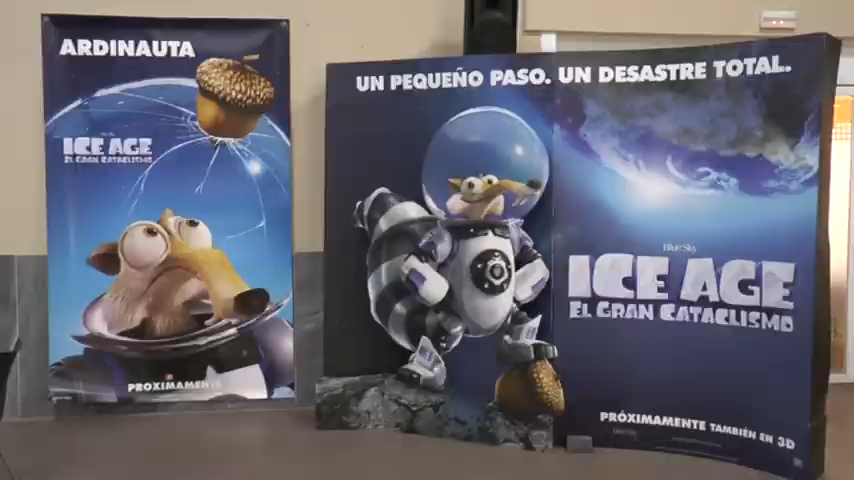 ARDINAUTA
ICE AGE
EL GRAN CATACLISMO
PROXIMAMENTE
UN PEQUEÑO PASO. UN DESASTRE TOTAL.
BlueSky
ICE AGE
EL GRAN CATACLISMO
PRÓXIMAMENTE TAMBIÉN EN 3D